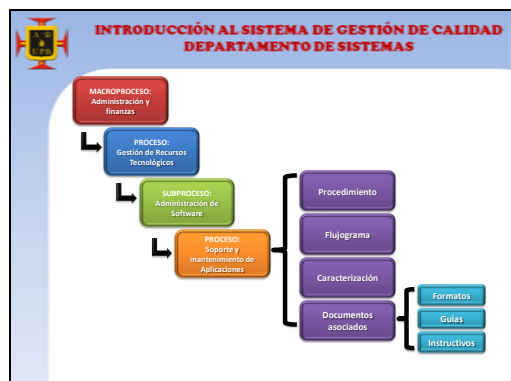 INTRODUCCIÓN AL SISTEMA DE GESTIÓN DE CALIDAD
DEPARTAMENTO DE SISTEMAS
UPB
MACROPROCESO:
Administración y
finanzas
PROCESO:
Gestión de Recursos
Tecnológicos
SUBPROCESO:
Administración de
Software
PROCESO:
Soporte y
mantenimiento de
Aplicaciones
Procedimiento
Flujograma
Caracterización
Documentos
asociados
Formatos
Guías
Instructivos